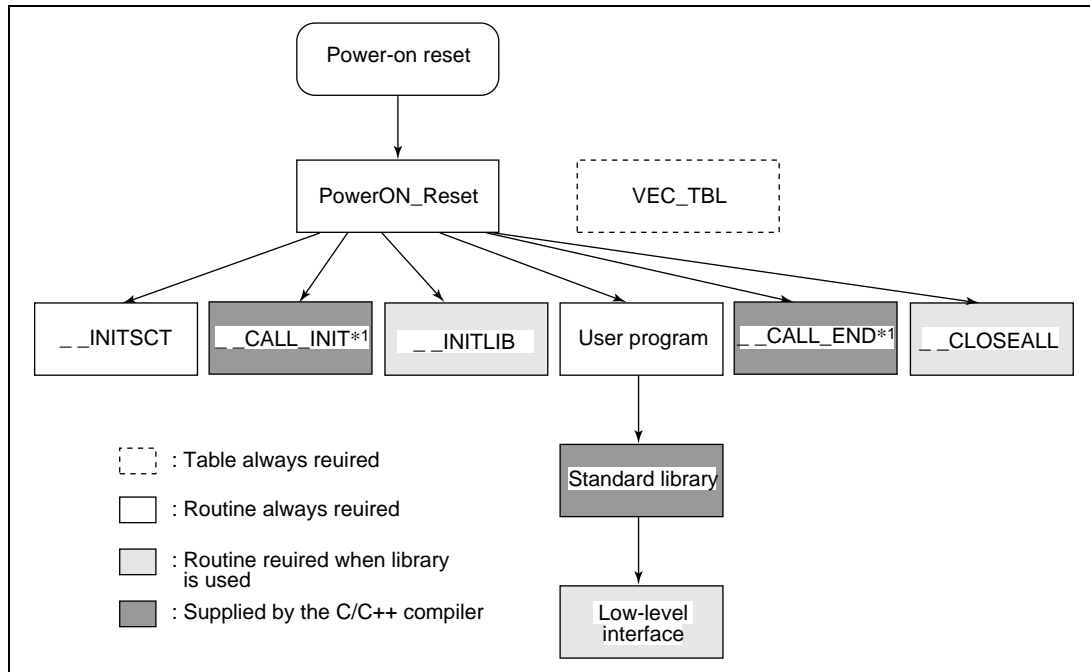 Power-on reset
PowerON_Reset
VEC_TBL
_ _INITSCT
_ _CALL_INIT*1
_ _INITLIB
User program
_ _CALL_END*1
_ _CLOSEALL
Standard library
Low-level
interface
: Table always reuired
: Routine always reuired
: Routine reuired when library
is used
: Supplied by the C/C++ compiler